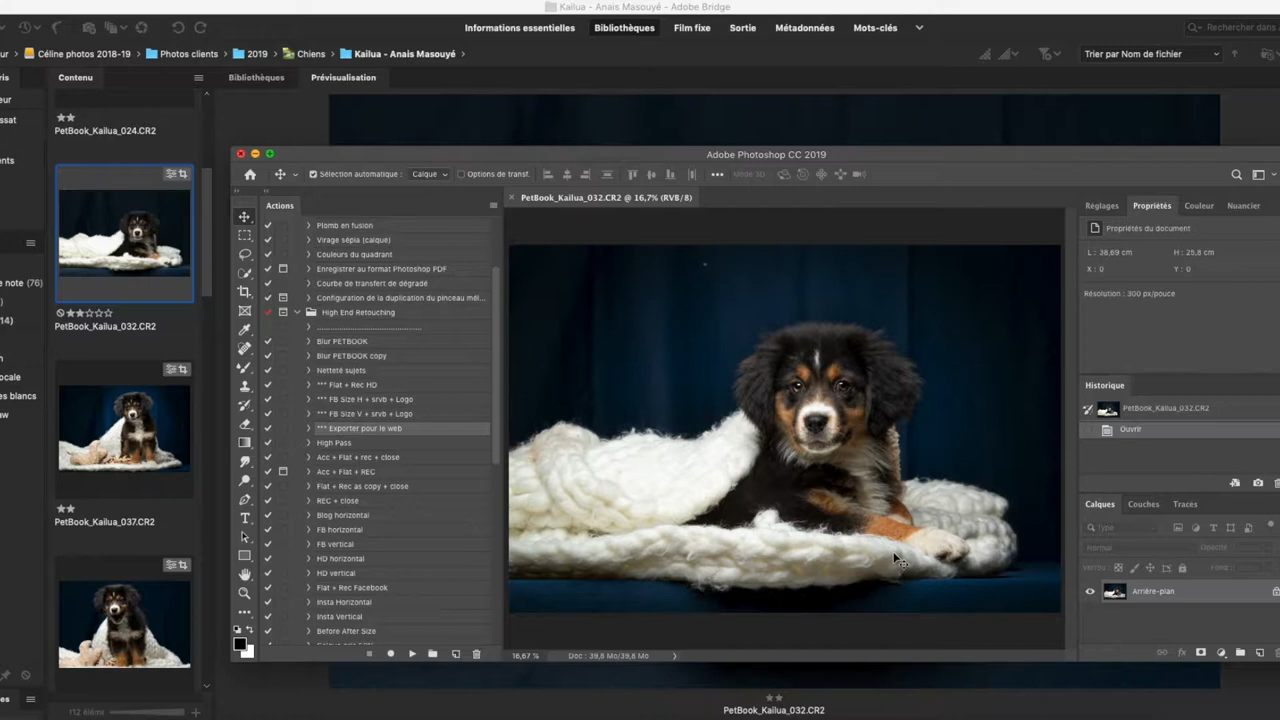 Kailua - Anais Masouyé - Adobe Bridge
Informations essentielles Bibliothèques Film fixe Sortie Métadonnées Mots-clés
Rechercher dans
Céline photos 2018-19 Photos clients 2019 Chiens Kailua - Anais Masouyé
Trier par Nom de fichier
Contenu
Bibliothèques Prévisualisation
PetBook_Kailua_024.CR2
PetBook_Kailua_032.CR2
PetBook_Kailua_037.CR2
112 élémé
Adobe Photoshop CC 2019
Sélection automatique : Calque Options de transf. Mode 3D
Actions
PetBook_Kailua_032.CR2 @ 16,7% (RVB/8)
Plomb en fusion
Virage sépia (calque)
Couleurs du quadrant
Enregistrer au format Photoshop PDF
Courbe de transfert de dégradé
Configuration de la duplication du pinceau mél...
High End Retouching
Blur PETBOOK
Blur PETBOOK copy
Netteté sujets
*** Flat + Rec HD
*** FB Size H + srvb + Logo
*** FB Size V + srvb + Logo
*** Exporter pour le web
High Pass
Acc + Flat + rec + close
Acc + Flat + REC
Flat + Rec as copy + close
REC + close
Blog horizontal
FB horizontal
FB vertical
HD horizontal
HD vertical
Flat + Rec Facebook
Insta Horizontal
Insta Vertical
Before After Size
16,67 % Doc : 39,8 Mo/39,8 Mo
Réglages Propriétés Couleur Nuancier
Propriétés du document
L : 38,69 cm H : 25,8 cm
X : 0 Y : 0
Résolution : 300 px/pouce
Historique
PetBook_Kailua_032.CR2
Ouvrir
Calques Couches Tracés
Type
Normal Opacité
Verrou : Fond :
Arrière-plan
PetBook_Kailua_032.CR2